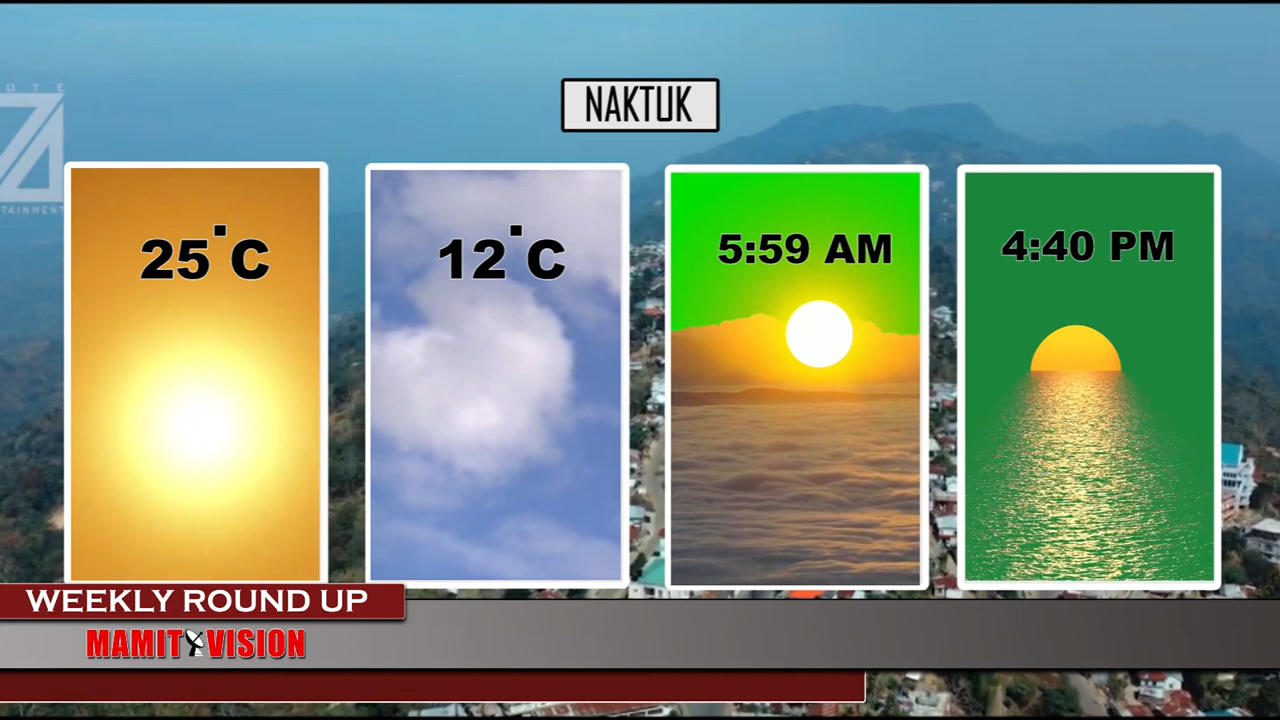 NAKTUK
25°C
12°C
5:59 AM
4:40 PM
WEEKLY ROUND UP
MAMIT VISION